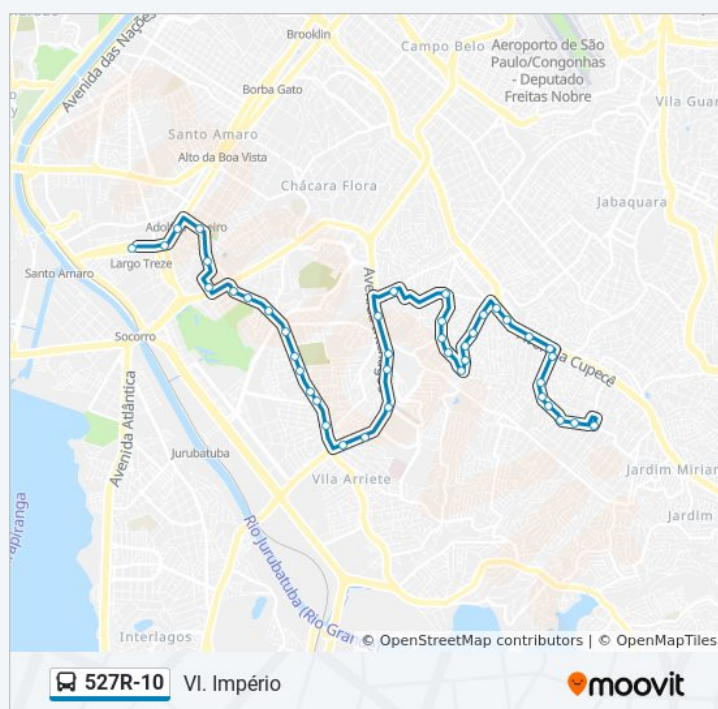 Brooklin
Campo Belo
Aeroporto de São
Paulo/Congonhas
- Deputado
Freitas Nobre
Avenida das Nações
Borba Gato
Vila Guar
Santo Amaro
Alto da Boa Vista
Chácara Flora
Jabaquara
Largo Treze
Santo Amaro
Socorro
Cupecê
Avenida Atlântica
Jurubatuba
Vila Arriete
Jardim Mirian
Jardim
Rio Jurubatuba (Rio Gran
Interlagos
© OpenStreetMap contributors | © OpenMapTiles
527R-10 Vl. Império
moovit